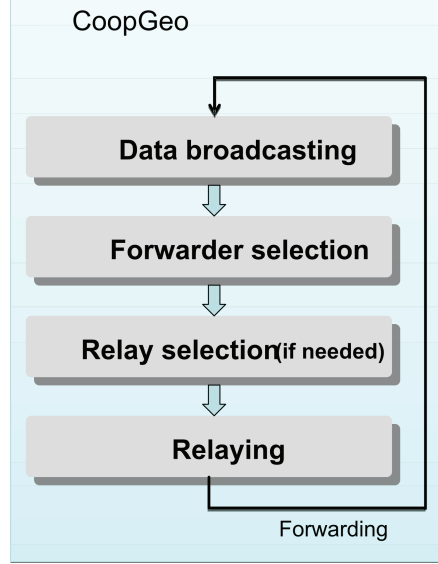 CoopGeo
Data broadcasting
Forwarder selection
Relay selection(if needed)
Relaying
Forwarding